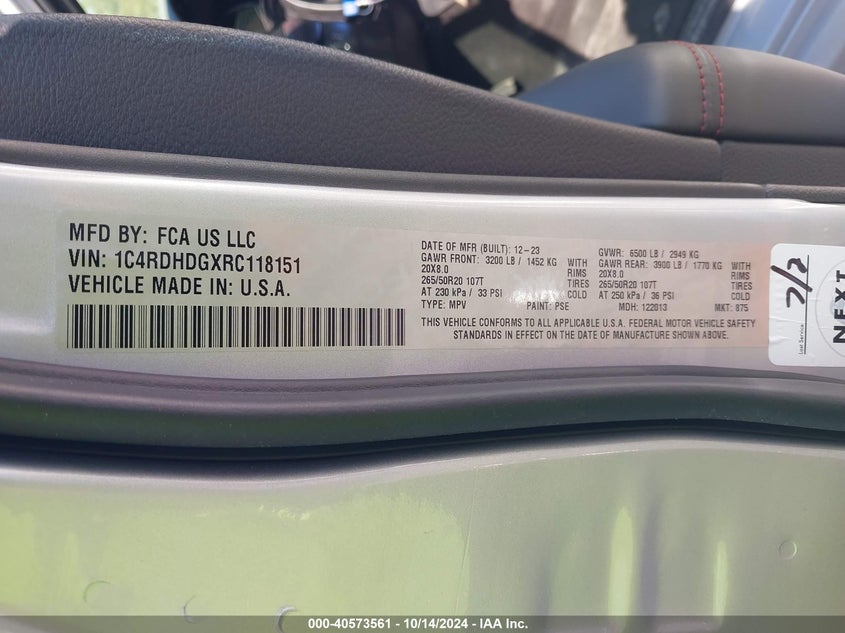 MFD BY: FCA US LLC
VIN: 1C4RDHDGXRC118151
VEHICLE MADE IN: U.S.A.
DATE OF MFR (BUILT): 12-23
GAWR FRONT: 3200 LB / 1452 KG WITH
20X8.0 RIMS
265/50R20 107T TIRES
AT 230 kPa / 33 PSI COLD
TYPE: MPV PAINT: PSE
GVWR: 6500 LB / 2949 KG
GAWR REAR: 3900 LB / 1770 KG WITH
20X8.0 RIMS
265/50R20 107T TIRES
AT 250 kPa / 36 PSI COLD
MDH: 122013 MKT: 875
THIS VEHICLE CONFORMS TO ALL APPLICABLE U.S.A. FEDERAL MOTOR VEHICLE SAFETY
STANDARDS IN EFFECT ON THE DATE OF MANUFACTURE SHOWN ABOVE.
Last Service:
NEXT
000-40573561 - 10/14/2024 - IAA Inc.